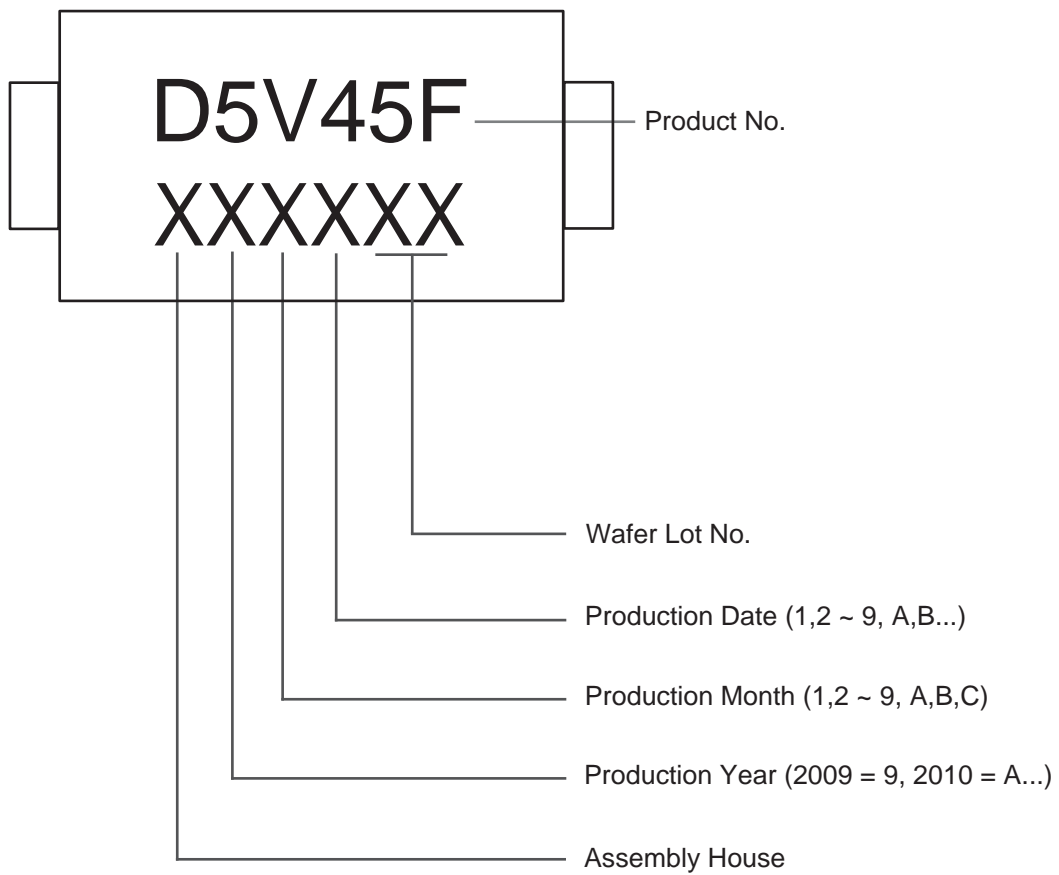 D5V45F
Product No.
XXXXXX
Wafer Lot No.
Production Date (1,2 ~ 9, A,B...)
Production Month (1,2 ~ 9, A,B,C)
Production Year (2009 = 9, 2010 = A...)
Assembly House